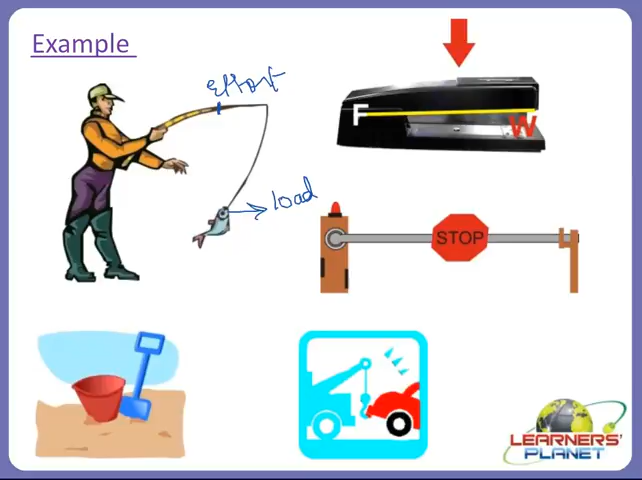 Example
Effort
load
F
W
STOP
LEARNERS'
PLANET